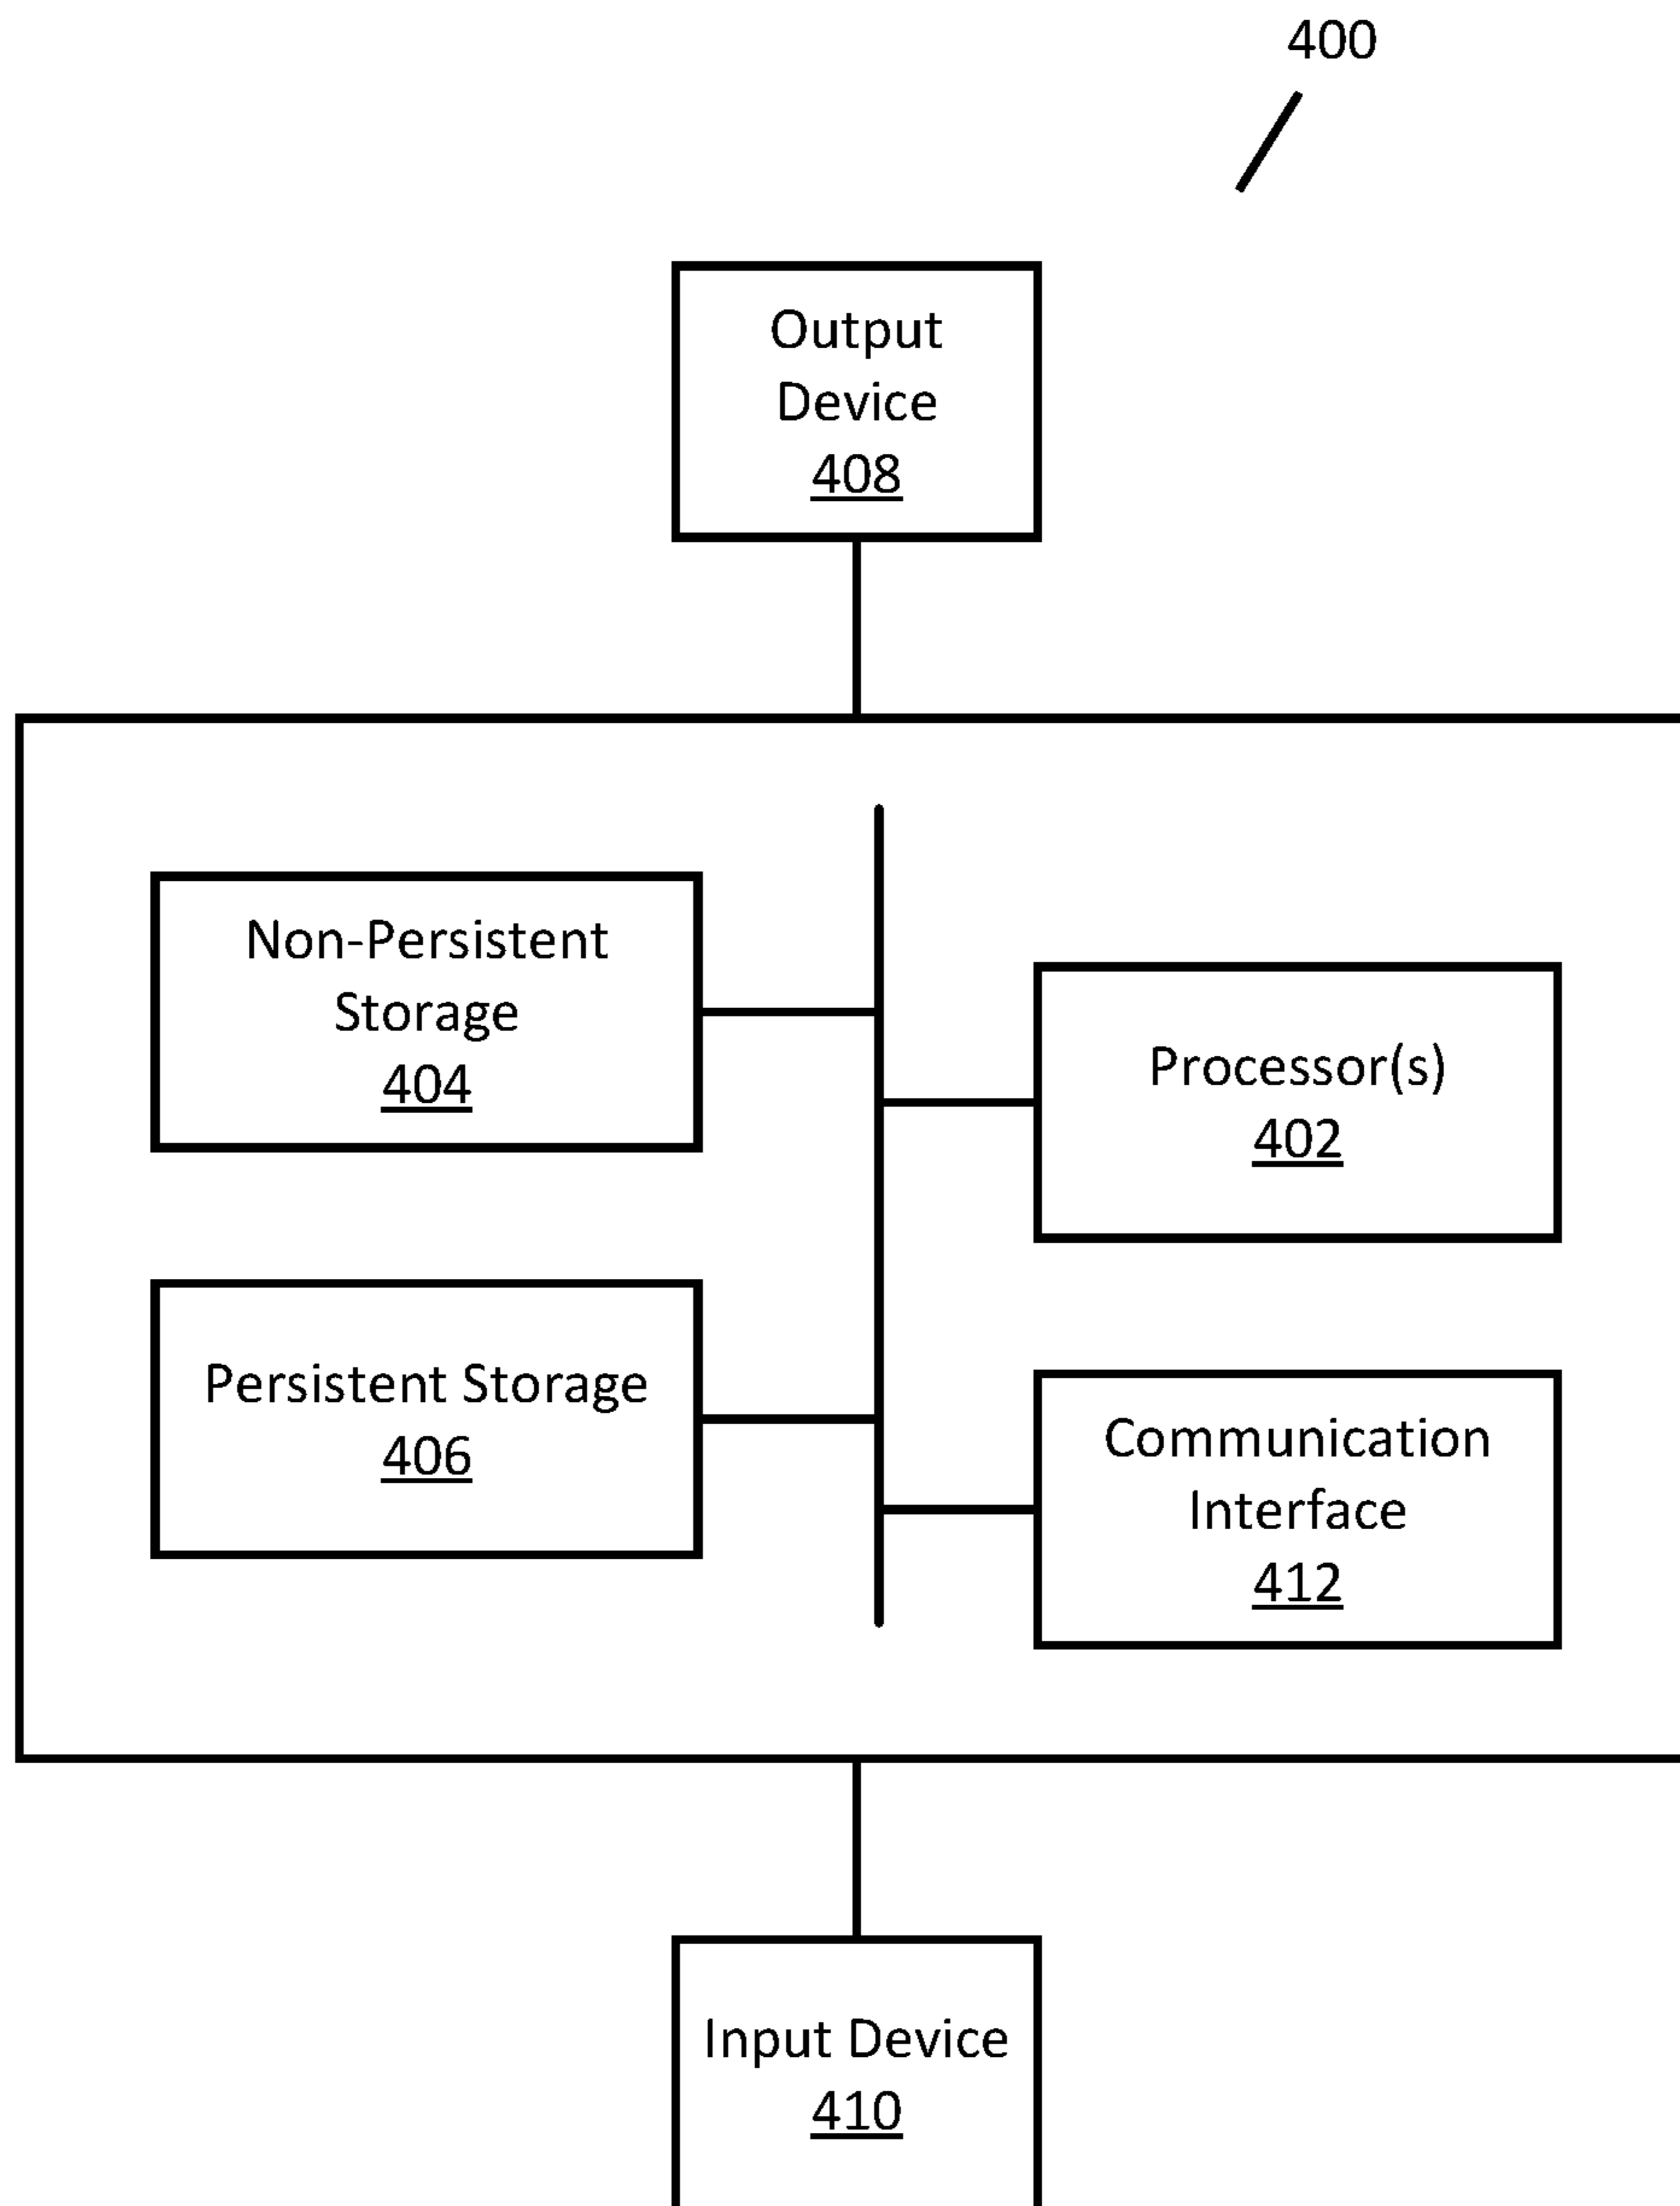 400
Output
Device
408
Non-Persistent
Storage
404
Processor(s)
402
Persistent Storage
406
Communication
Interface
412
Input Device
410